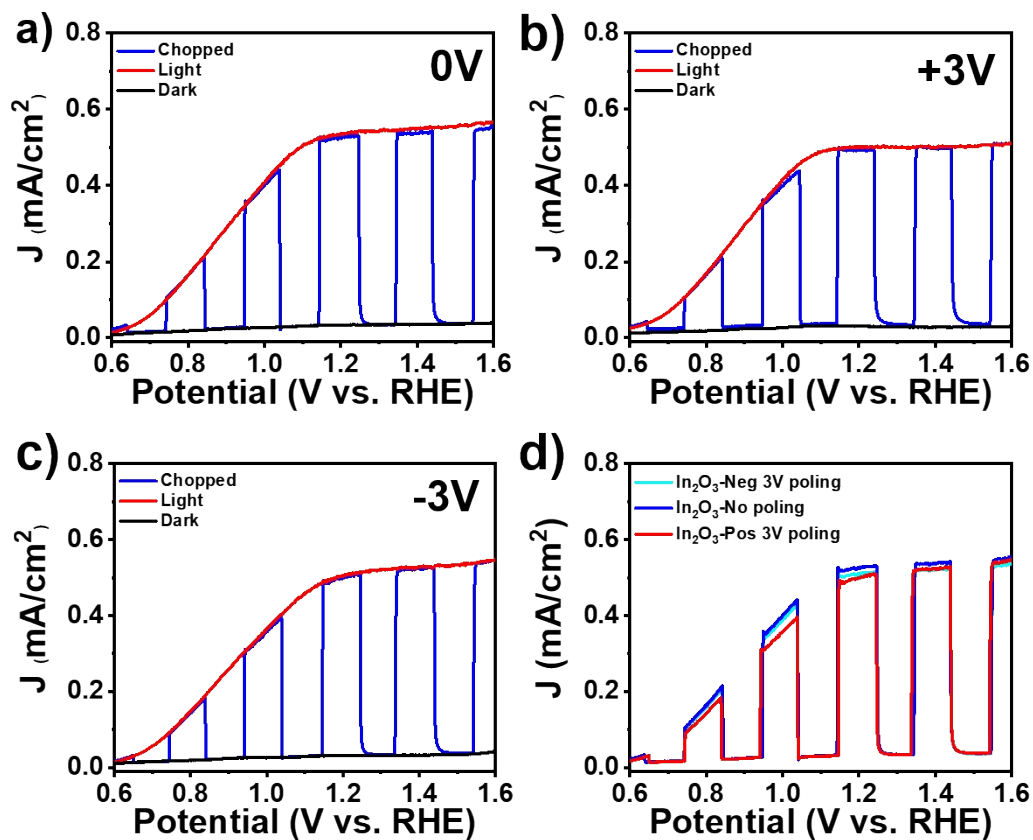 a)
0V
Chopped
Light
Dark
J (mA/cm²)
0.8
0.6
0.4
0.2
0.0
0.6 0.8 1.0 1.2 1.4 1.6
Potential (V vs. RHE)
b)
+3V
Chopped
Light
Dark
J (mA/cm²)
0.8
0.6
0.4
0.2
0.0
0.6 0.8 1.0 1.2 1.4 1.6
Potential (V vs. RHE)
c)
-3V
Chopped
Light
Dark
J (mA/cm²)
0.8
0.6
0.4
0.2
0.0
0.6 0.8 1.0 1.2 1.4 1.6
Potential (V vs. RHE)
d)
In₂O₃-Neg 3V poling
In₂O₃-No poling
In₂O₃-Pos 3V poling
J (mA/cm²)
0.8
0.6
0.4
0.2
0.0
0.6 0.8 1.0 1.2 1.4 1.6
Potential (V vs. RHE)